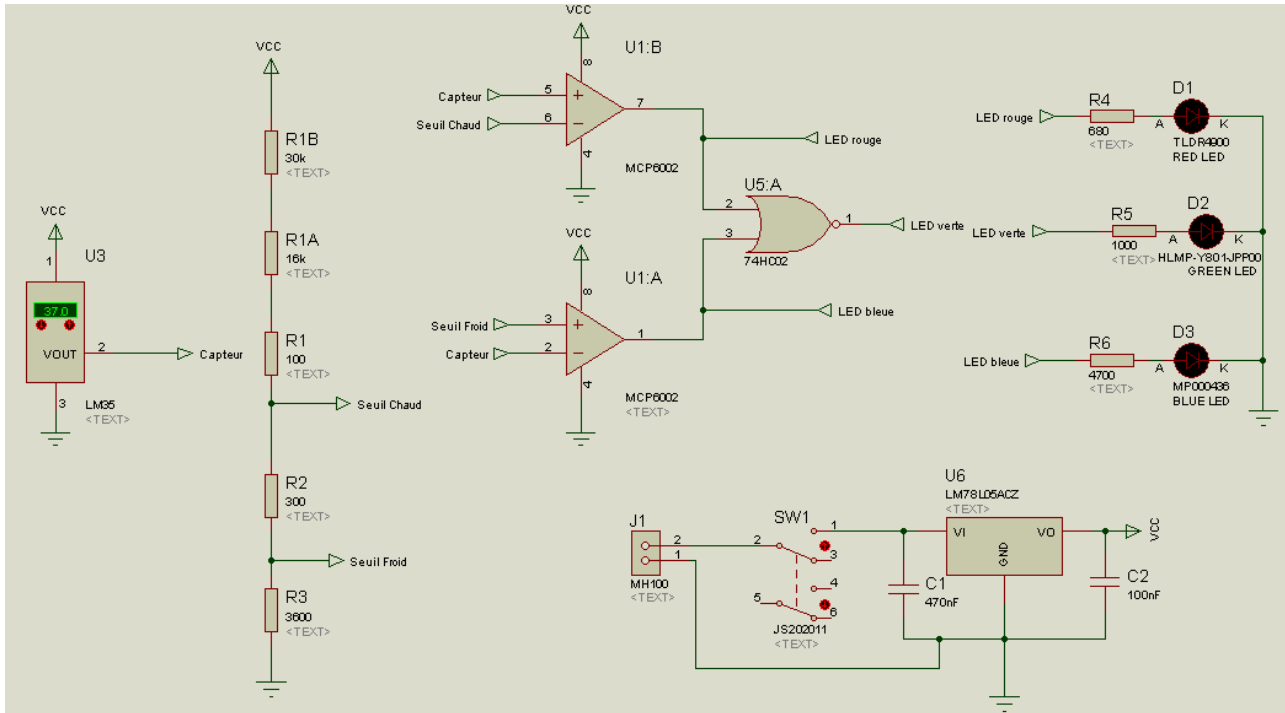 VCC
1
U3
37.0
VOUT
2
Capteur
3
LM35
<TEXT>
VCC
R1B
30k
<TEXT>
R1A
16k
<TEXT>
R1
100
<TEXT>
Seuil Chaud
R2
300
<TEXT>
Seuil Froid
R3
3600
<TEXT>
VCC
U1:B
8
Capteur
5
+
7
Seuil Chaud
6
−
4
MCP6002
LED rouge
VCC
U1:A
8
Seuil Froid
3
+
1
Capteur
2
−
4
MCP6002
<TEXT>
LED bleue
U5:A
2
3
1
74HC02
LED verte
LED rouge
R4
680
<TEXT>
D1
A
K
TLDR4900
RED LED
LED verte
R5
1000
<TEXT>
D2
A
K
HLMP-Y801-JPP00
GREEN LED
LED bleue
R6
4700
<TEXT>
D3
A
K
MP000436
BLUE LED
J1
2
1
MH100
<TEXT>
SW1
1
2
3
4
5
6
JS202011
<TEXT>
C1
470nF
U6
LM78L05ACZ
<TEXT>
VI
VO
GND
VCC
C2
100nF